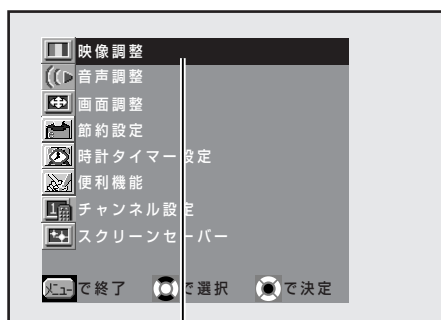 映像調整
音声調整
画面調整
節約設定
時計タイマー設定
便利機能
チャンネル設定
スクリーンセーバー
メニューで終了 で選択 で決定